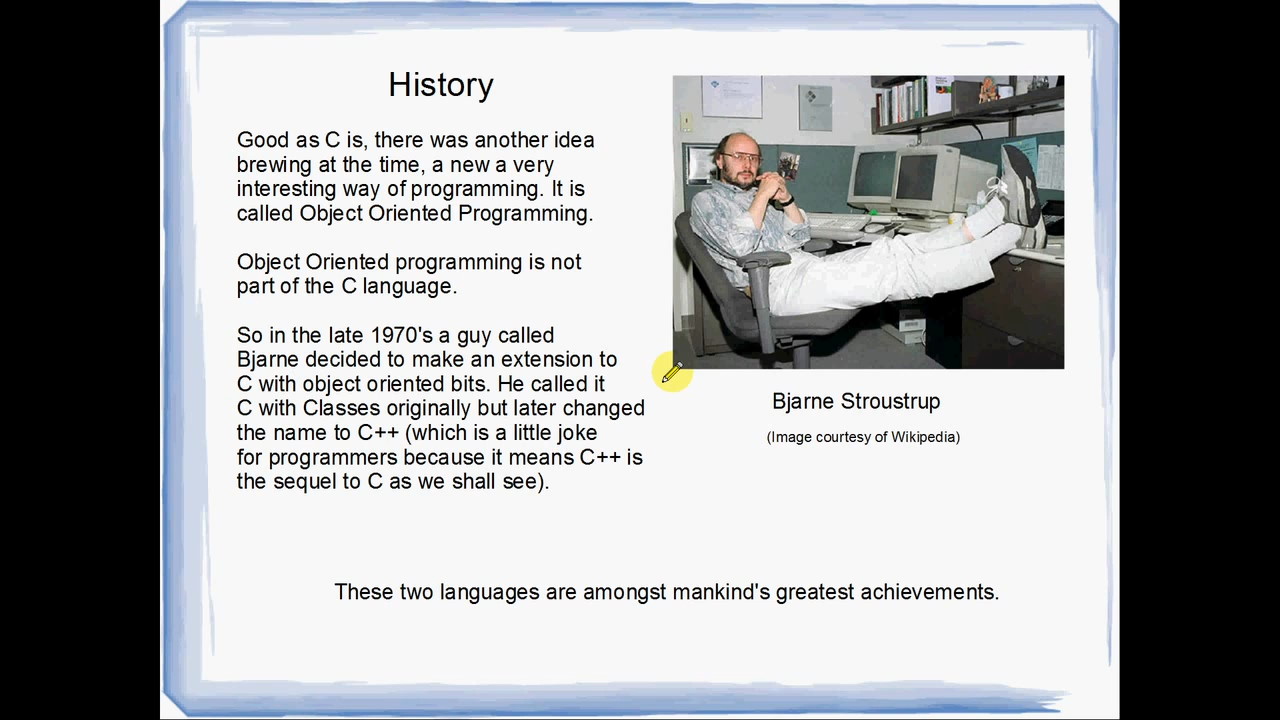 History
Good as C is, there was another idea
brewing at the time, a new a very
interesting way of programming. It is
called Object Oriented Programming.
Object Oriented programming is not
part of the C language.
So in the late 1970's a guy called
Bjarne decided to make an extension to
C with object oriented bits. He called it
C with Classes originally but later changed
the name to C++ (which is a little joke
for programmers because it means C++ is
the sequel to C as we shall see).
Bjarne Stroustrup
(Image courtesy of Wikipedia)
These two languages are amongst mankind's greatest achievements.